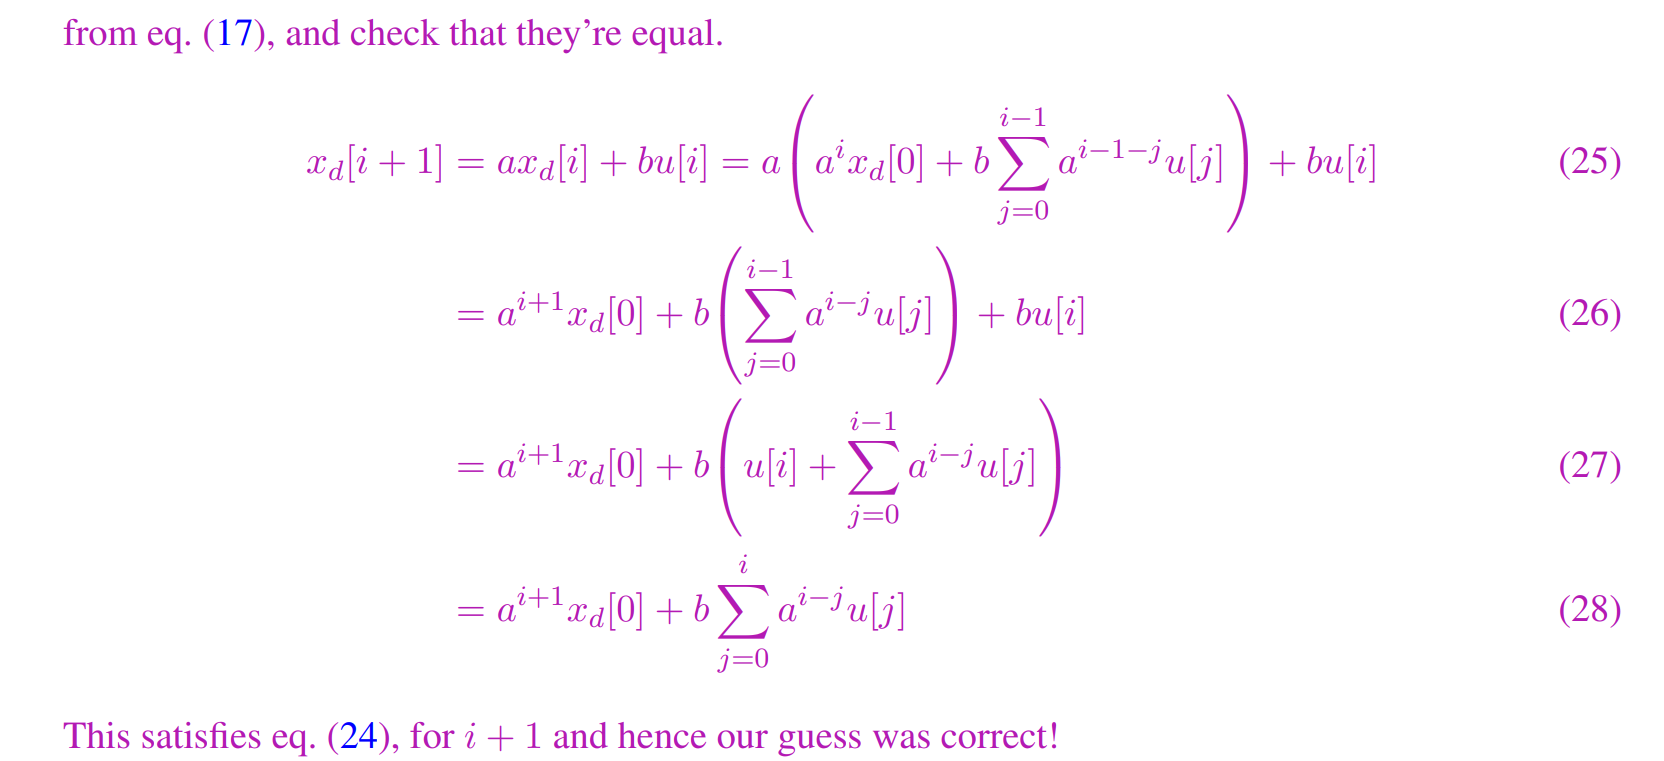 from eq. (17), and check that they're equal.
$$x_d[i+1] = ax_d[i] + bu[i] = a\left(a^i x_d[0] + b\sum_{j=0}^{i-1} a^{i-1-j}u[j]\right) + bu[i] \quad (25)$$
$$= a^{i+1}x_d[0] + b\left(\sum_{j=0}^{i-1} a^{i-j}u[j]\right) + bu[i] \quad (26)$$
$$= a^{i+1}x_d[0] + b\left(u[i] + \sum_{j=0}^{i-1} a^{i-j}u[j]\right) \quad (27)$$
$$= a^{i+1}x_d[0] + b\sum_{j=0}^{i} a^{i-j}u[j] \quad (28)$$
This satisfies eq. (24), for $i+1$ and hence our guess was correct!